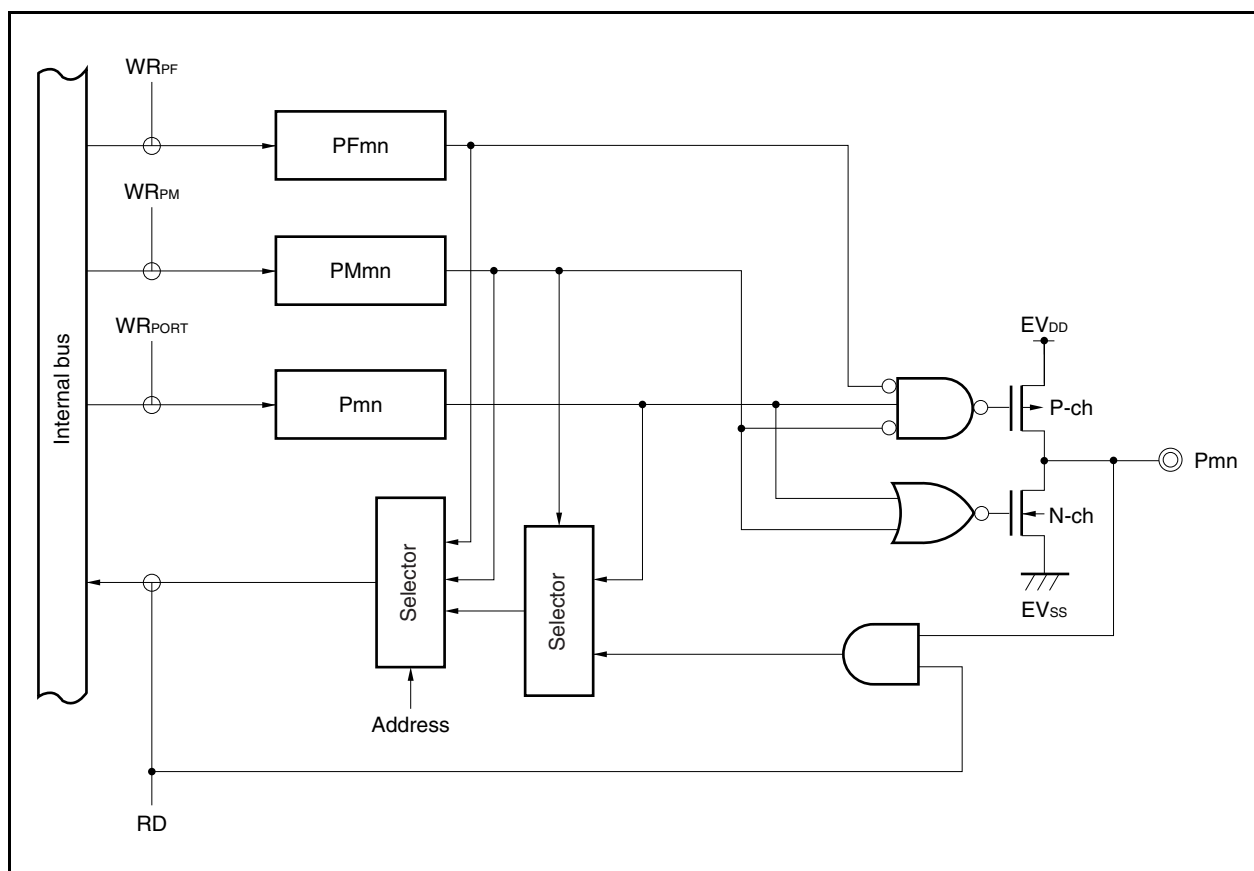 WRPF
PFmn
WRPM
PMmn
WRPORT
Pmn
Internal bus
EVDD
P-ch
Pmn
N-ch
EVSS
Selector
Selector
Address
RD